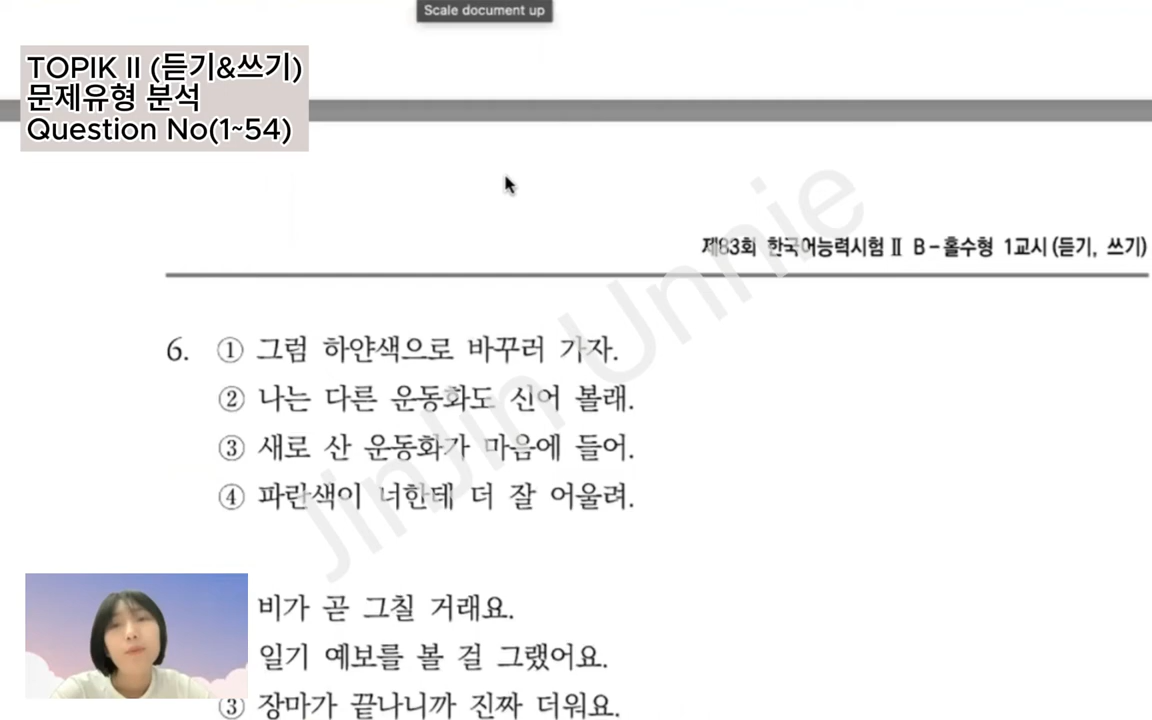 Scale document up
TOPIK II (듣기&쓰기)
문제유형 분석
Question No(1~54)
제83회 한국어능력시험 Ⅱ B-홀수형 1교시 (듣기, 쓰기)
6. ① 그럼 하얀색으로 바꾸러 가자.
② 나는 다른 운동화도 신어 볼래.
③ 새로 산 운동화가 마음에 들어.
④ 파란색이 너한테 더 잘 어울려.
비가 곧 그칠 거래요.
일기 예보를 볼 걸 그랬어요.
③ 장마가 끝나니까 진짜 더워요.
JinJin Unnie